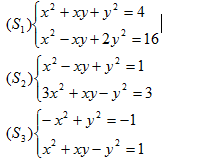 (S₁){ x² + xy + y² = 4
x² − xy + 2y² = 16
(S₂){ x² − xy + y² = 1
3x² + xy − y² = 3
(S₃){ −x² + y² = −1
x² + xy − y² = 1